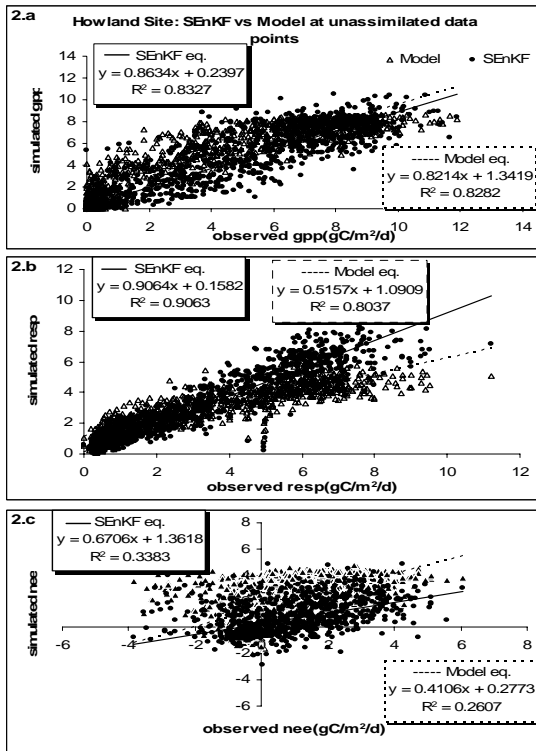 2.a Howland Site: SEnKF vs Model at unassimilated data points
SEnKF eq.
y = 0.8634x + 0.2397
R² = 0.8327
Model SEnKF
14
12
10
8
6
4
2
0
simulated gpp
Model eq.
y = 0.8214x + 1.3419
R² = 0.8282
0 2 4 6 8 10 12 14
observed gpp(gC/m²/d)
2.b
SEnKF eq.
y = 0.9064x + 0.1582
R² = 0.9063
Model eq.
y = 0.5157x + 1.0909
R² = 0.8037
12
10
8
6
4
2
0
simulated resp
0 2 4 6 8 10 12
observed resp(gC/m²/d)
2.c
SEnKF eq.
y = 0.6706x + 1.3618
R² = 0.3383
8
6
4
-2
-4
-6
simulated nee
-6 -4 -2 0 2 4 6 8
Model eq.
y = 0.4106x + 0.2773
R² = 0.2607
observed nee(gC/m²/d)